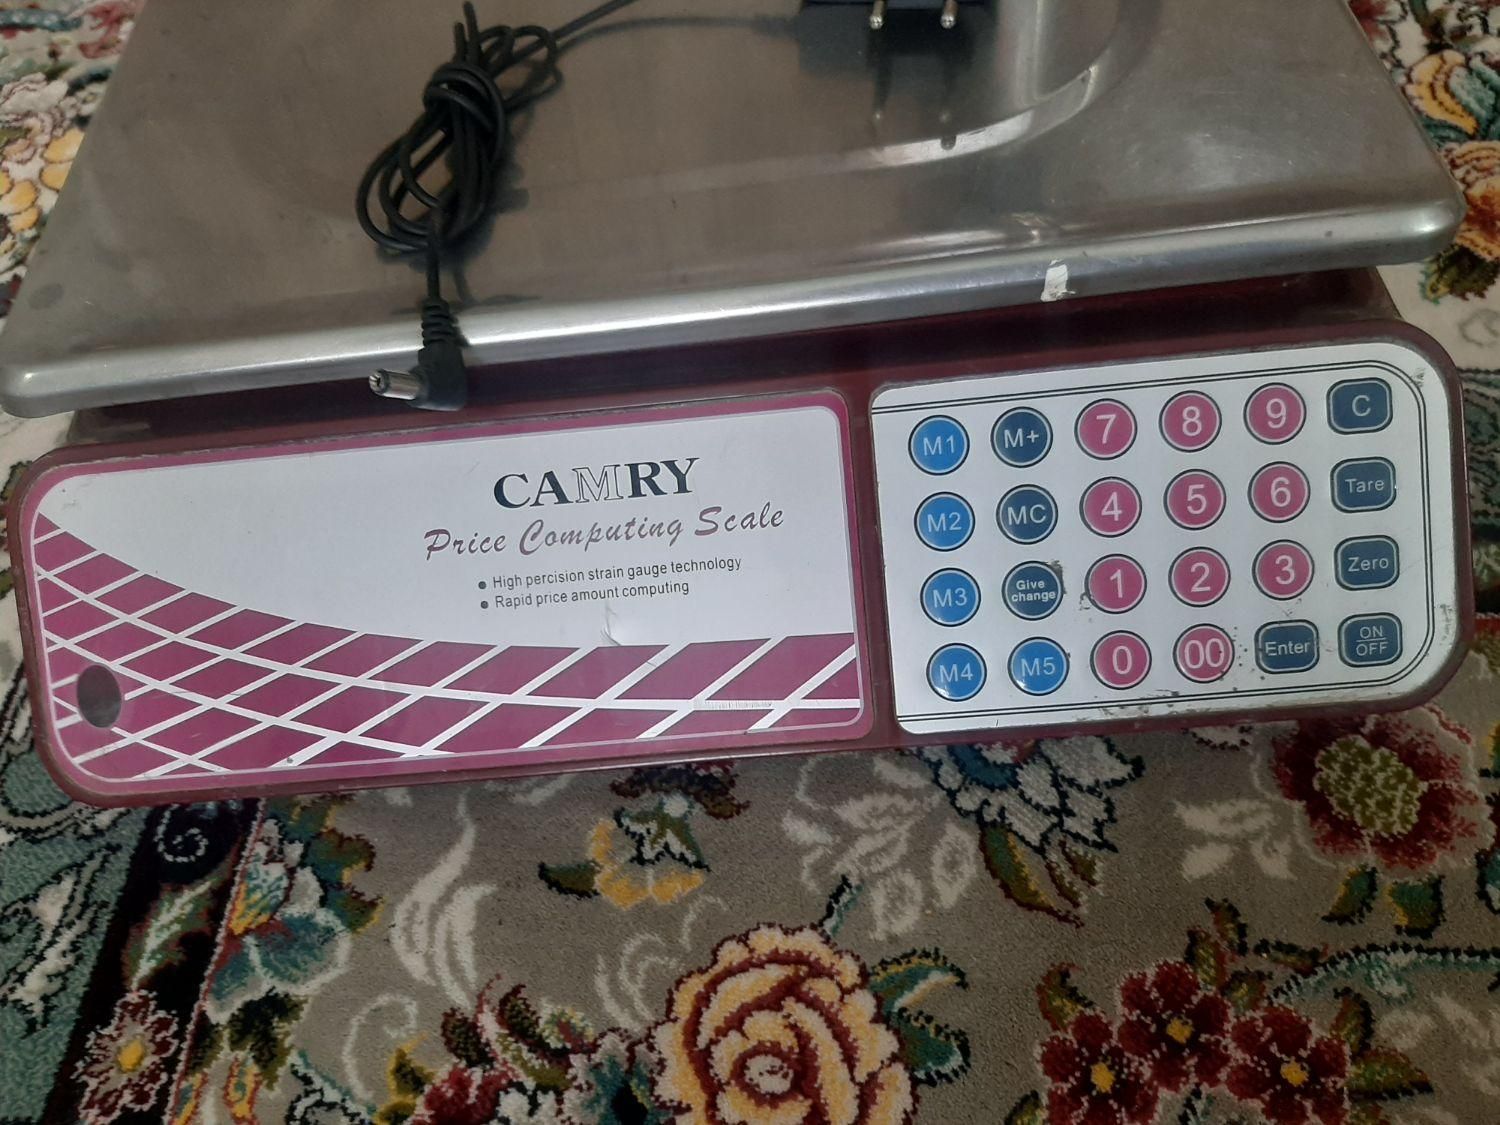 CAMRY
Price Computing Scale
High percision strain gauge technology
Rapid price amount computing
M1 M+ 7 8 9 C
M2 MC 4 5 6 Tare
M3 Give change 1 2 3 Zero
M4 M5 0 00 Enter ON OFF